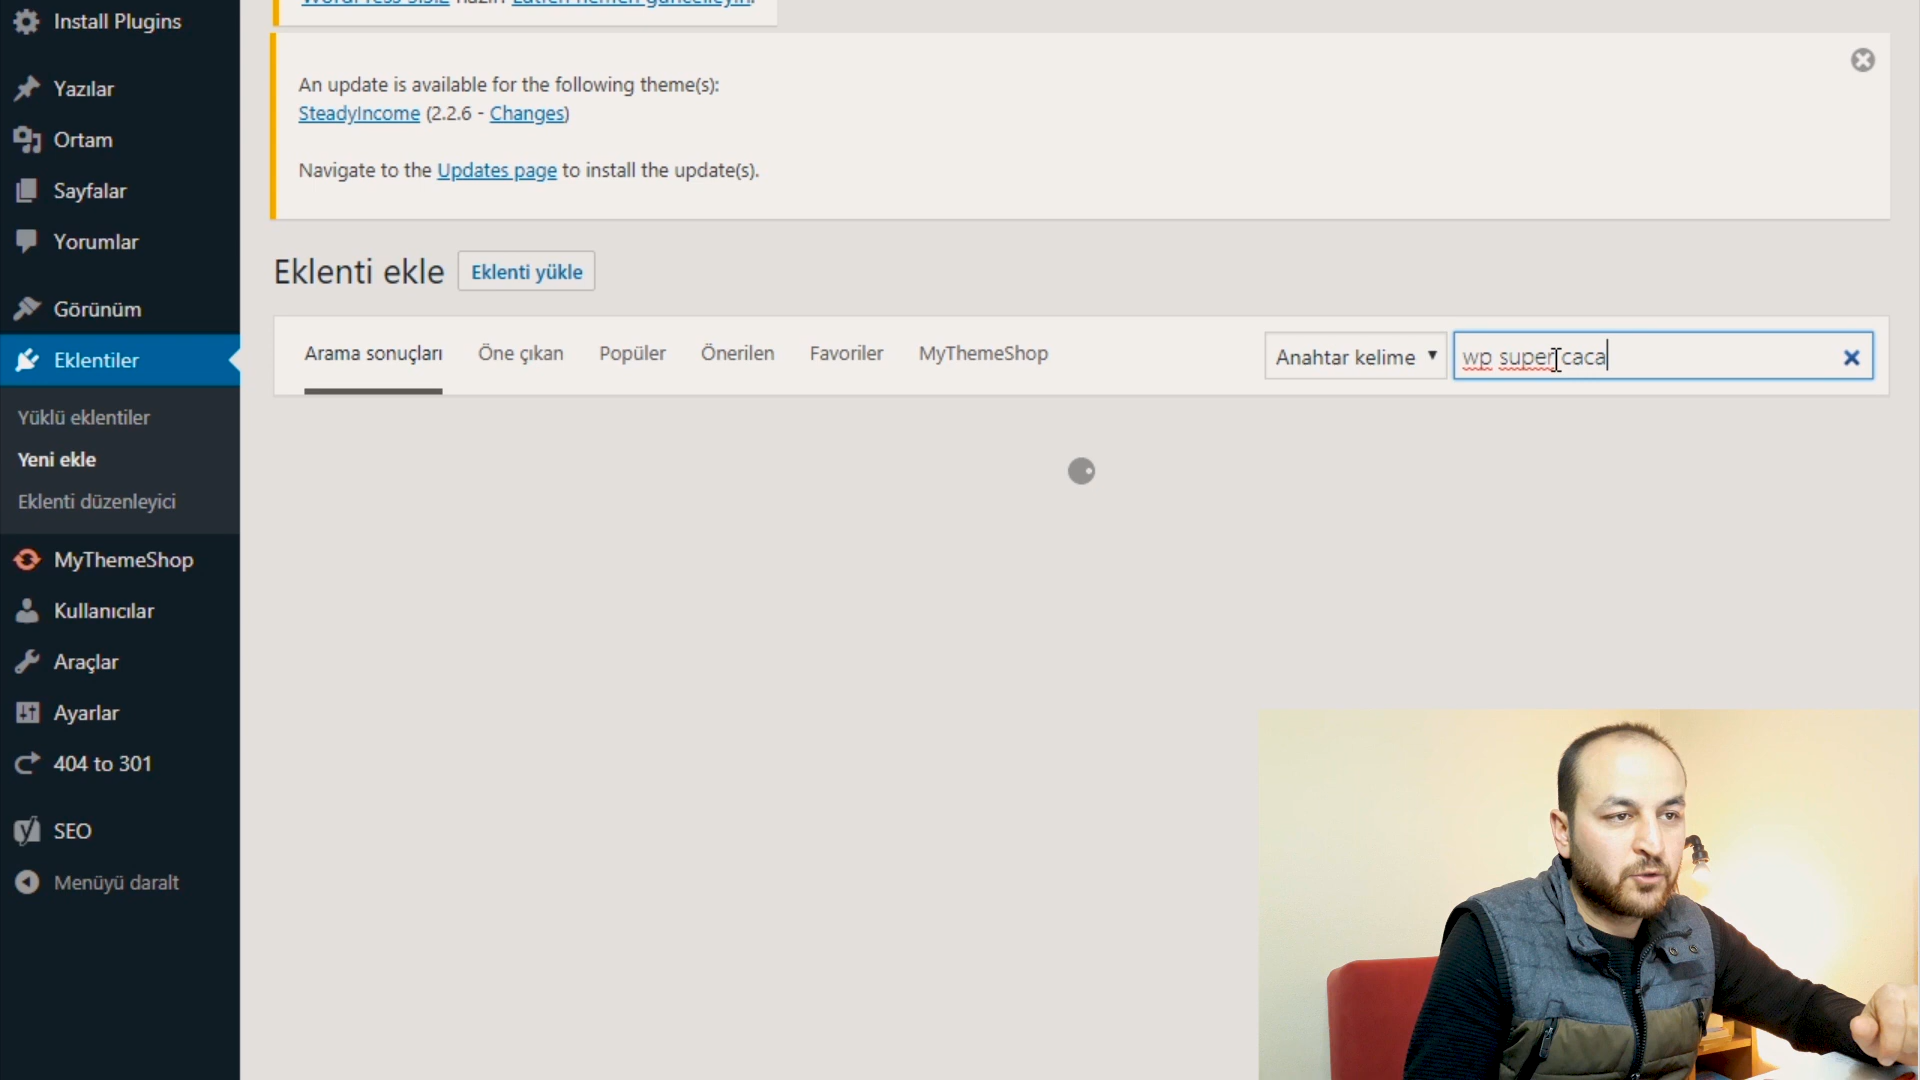 Install Plugins
Yazılar
Ortam
Sayfalar
Yorumlar
Görünüm
Eklentiler
Yüklü eklentiler
Yeni ekle
Eklenti düzenleyici
MyThemeShop
Kullanıcılar
Araçlar
Ayarlar
404 to 301
SEO
Menüyü daralt
An update is available for the following theme(s):
SteadyIncome (2.2.6 - Changes)
Navigate to the Updates page to install the update(s).
Eklenti ekle
Eklenti yükle
Arama sonuçları
Öne çıkan
Popüler
Önerilen
Favoriler
MyThemeShop
Anahtar kelime
wp super caca